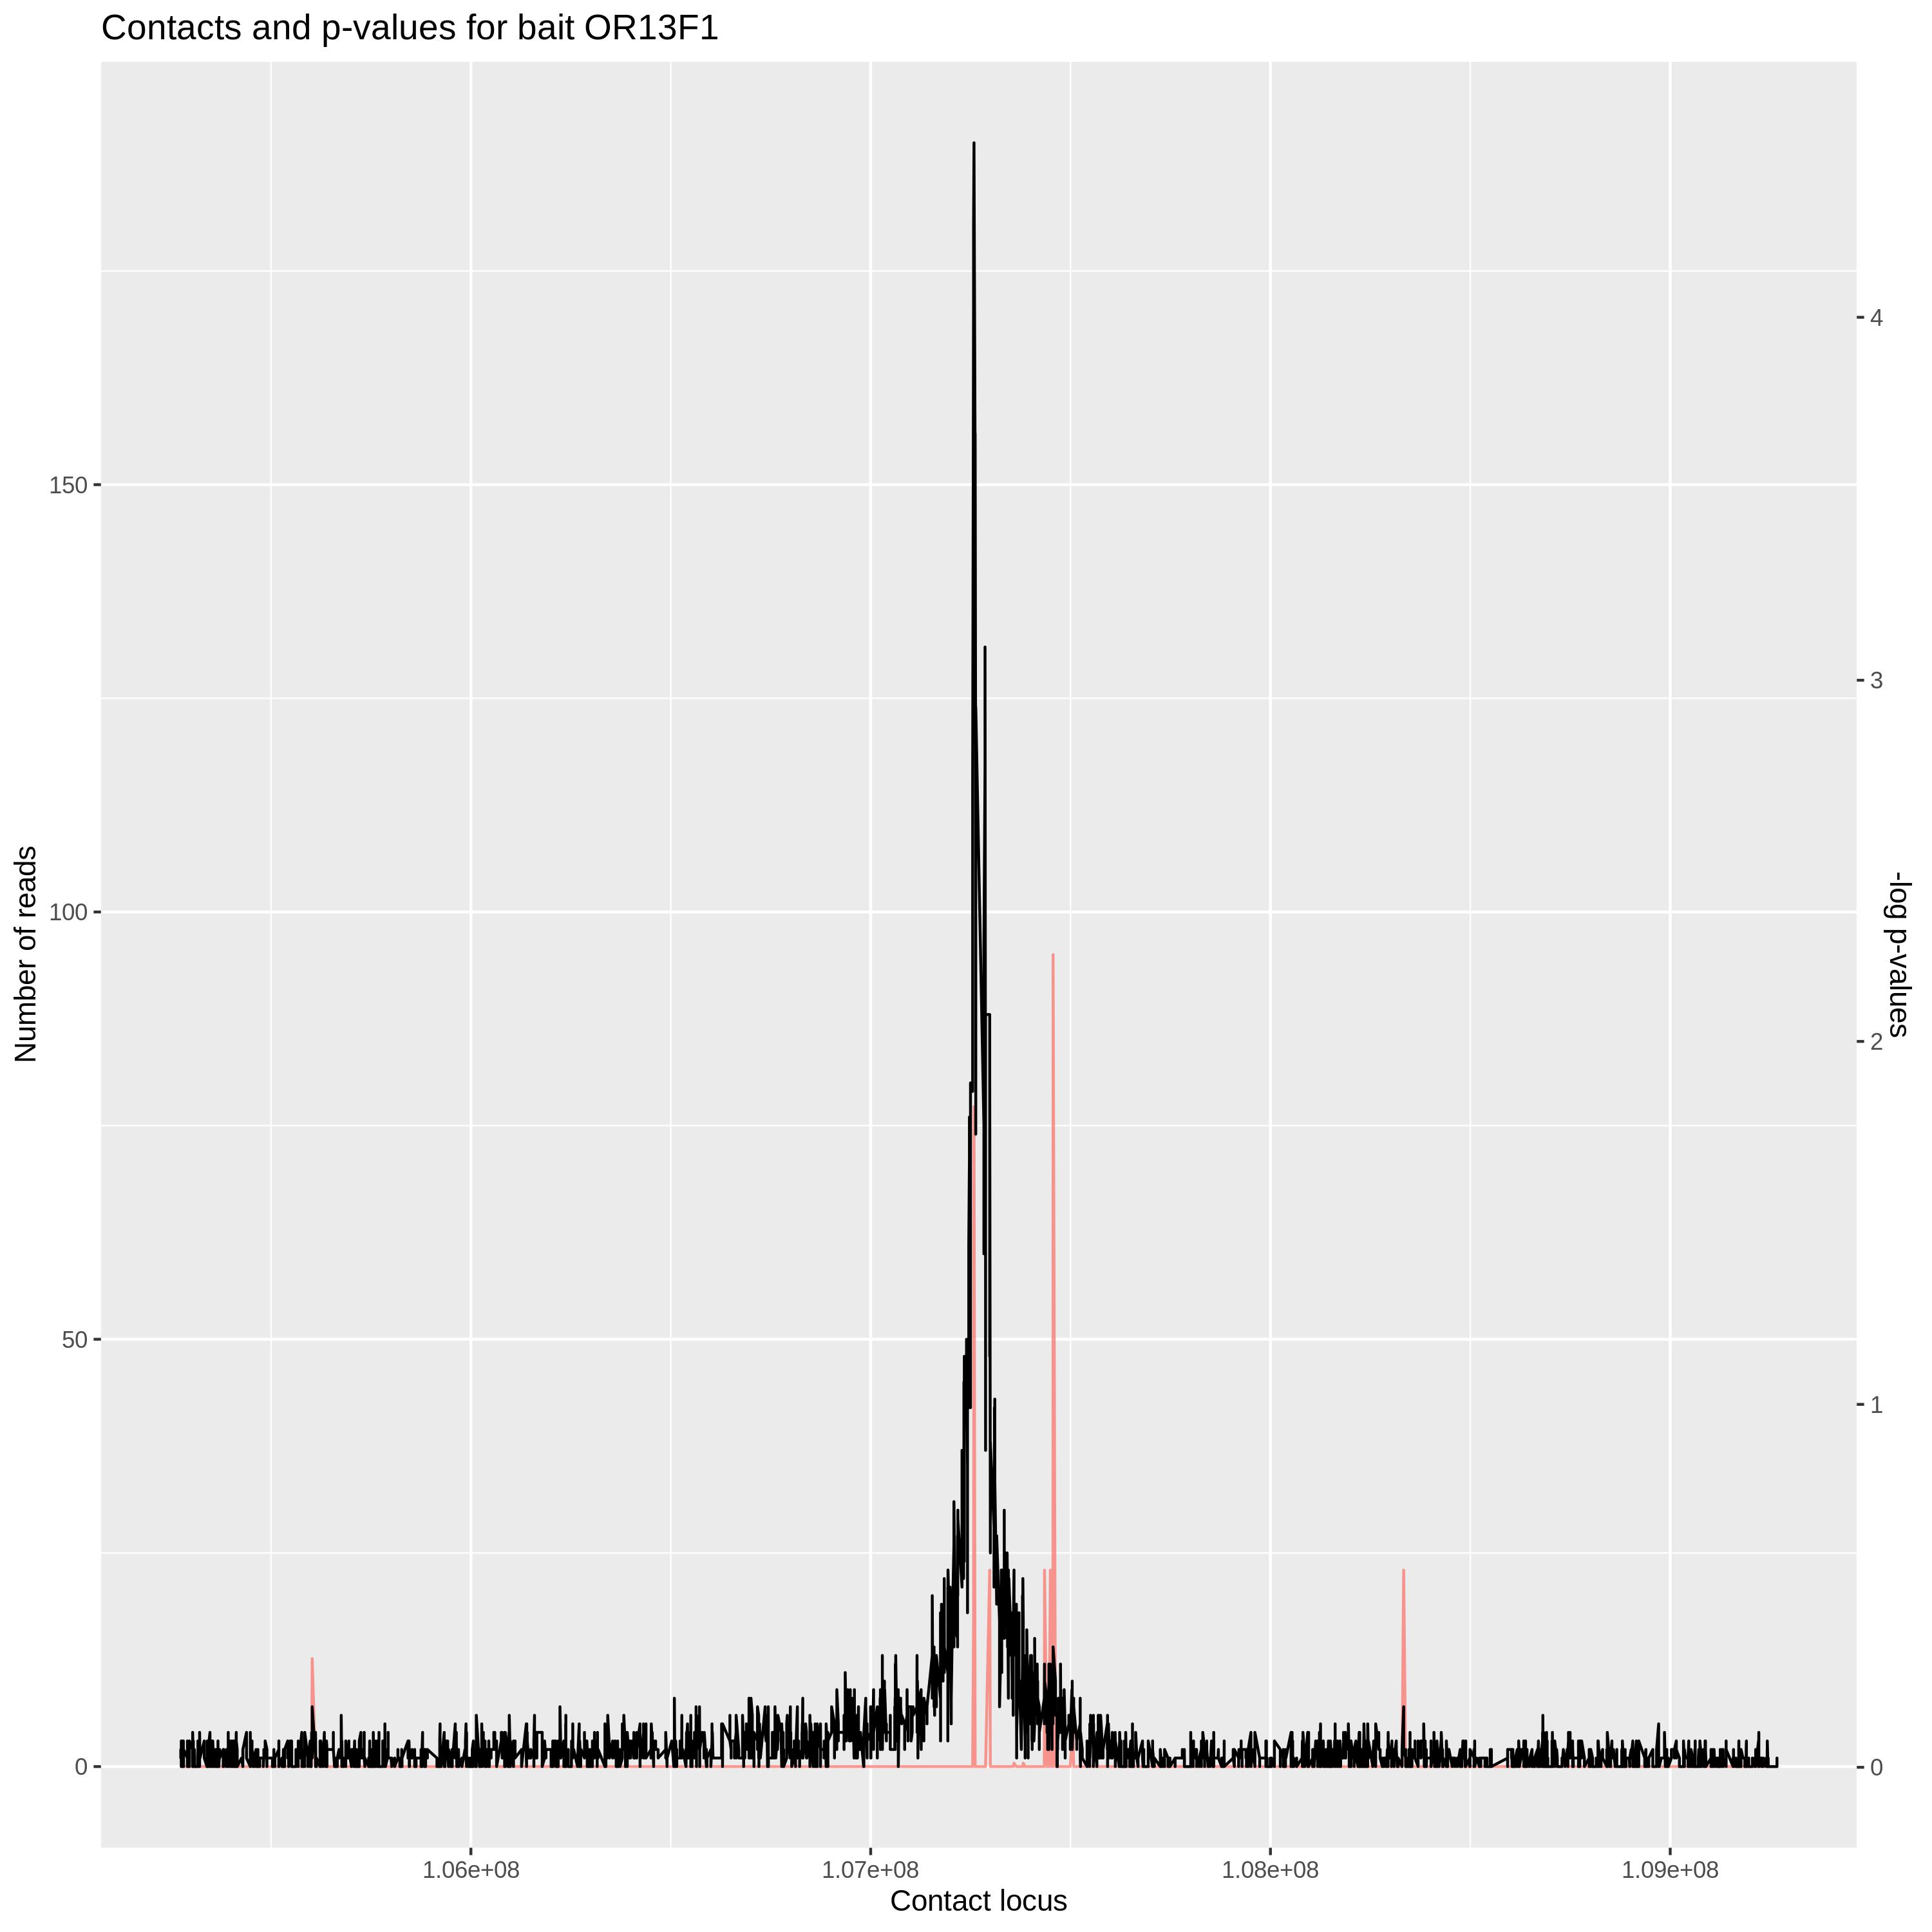 Contacts and p-values for bait OR13F1
150
100
50
0
Number of reads
4
3
2
1
0
-log p-values
1.06e+08 1.07e+08 1.08e+08 1.09e+08
Contact locus